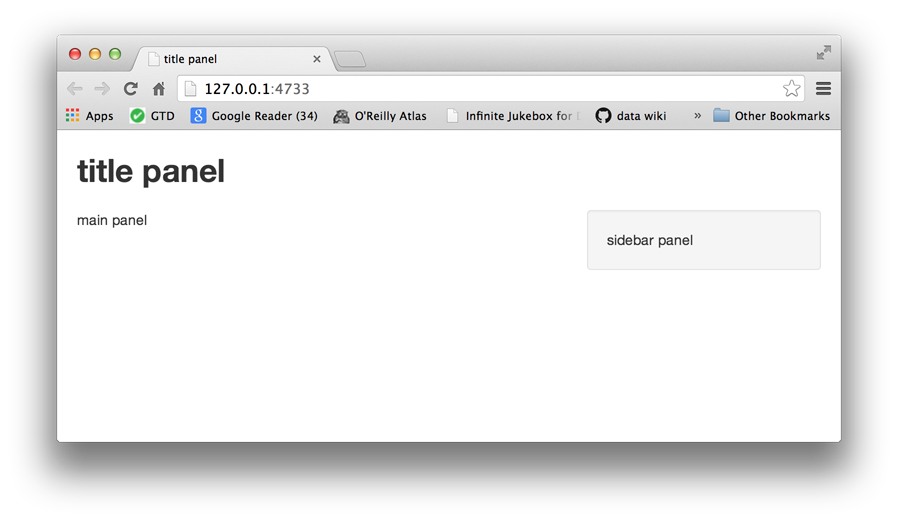 title panel
127.0.0.1:4733
Apps GTD Google Reader (34) O'Reilly Atlas Infinite Jukebox for data wiki » Other Bookmarks
title panel
main panel
sidebar panel